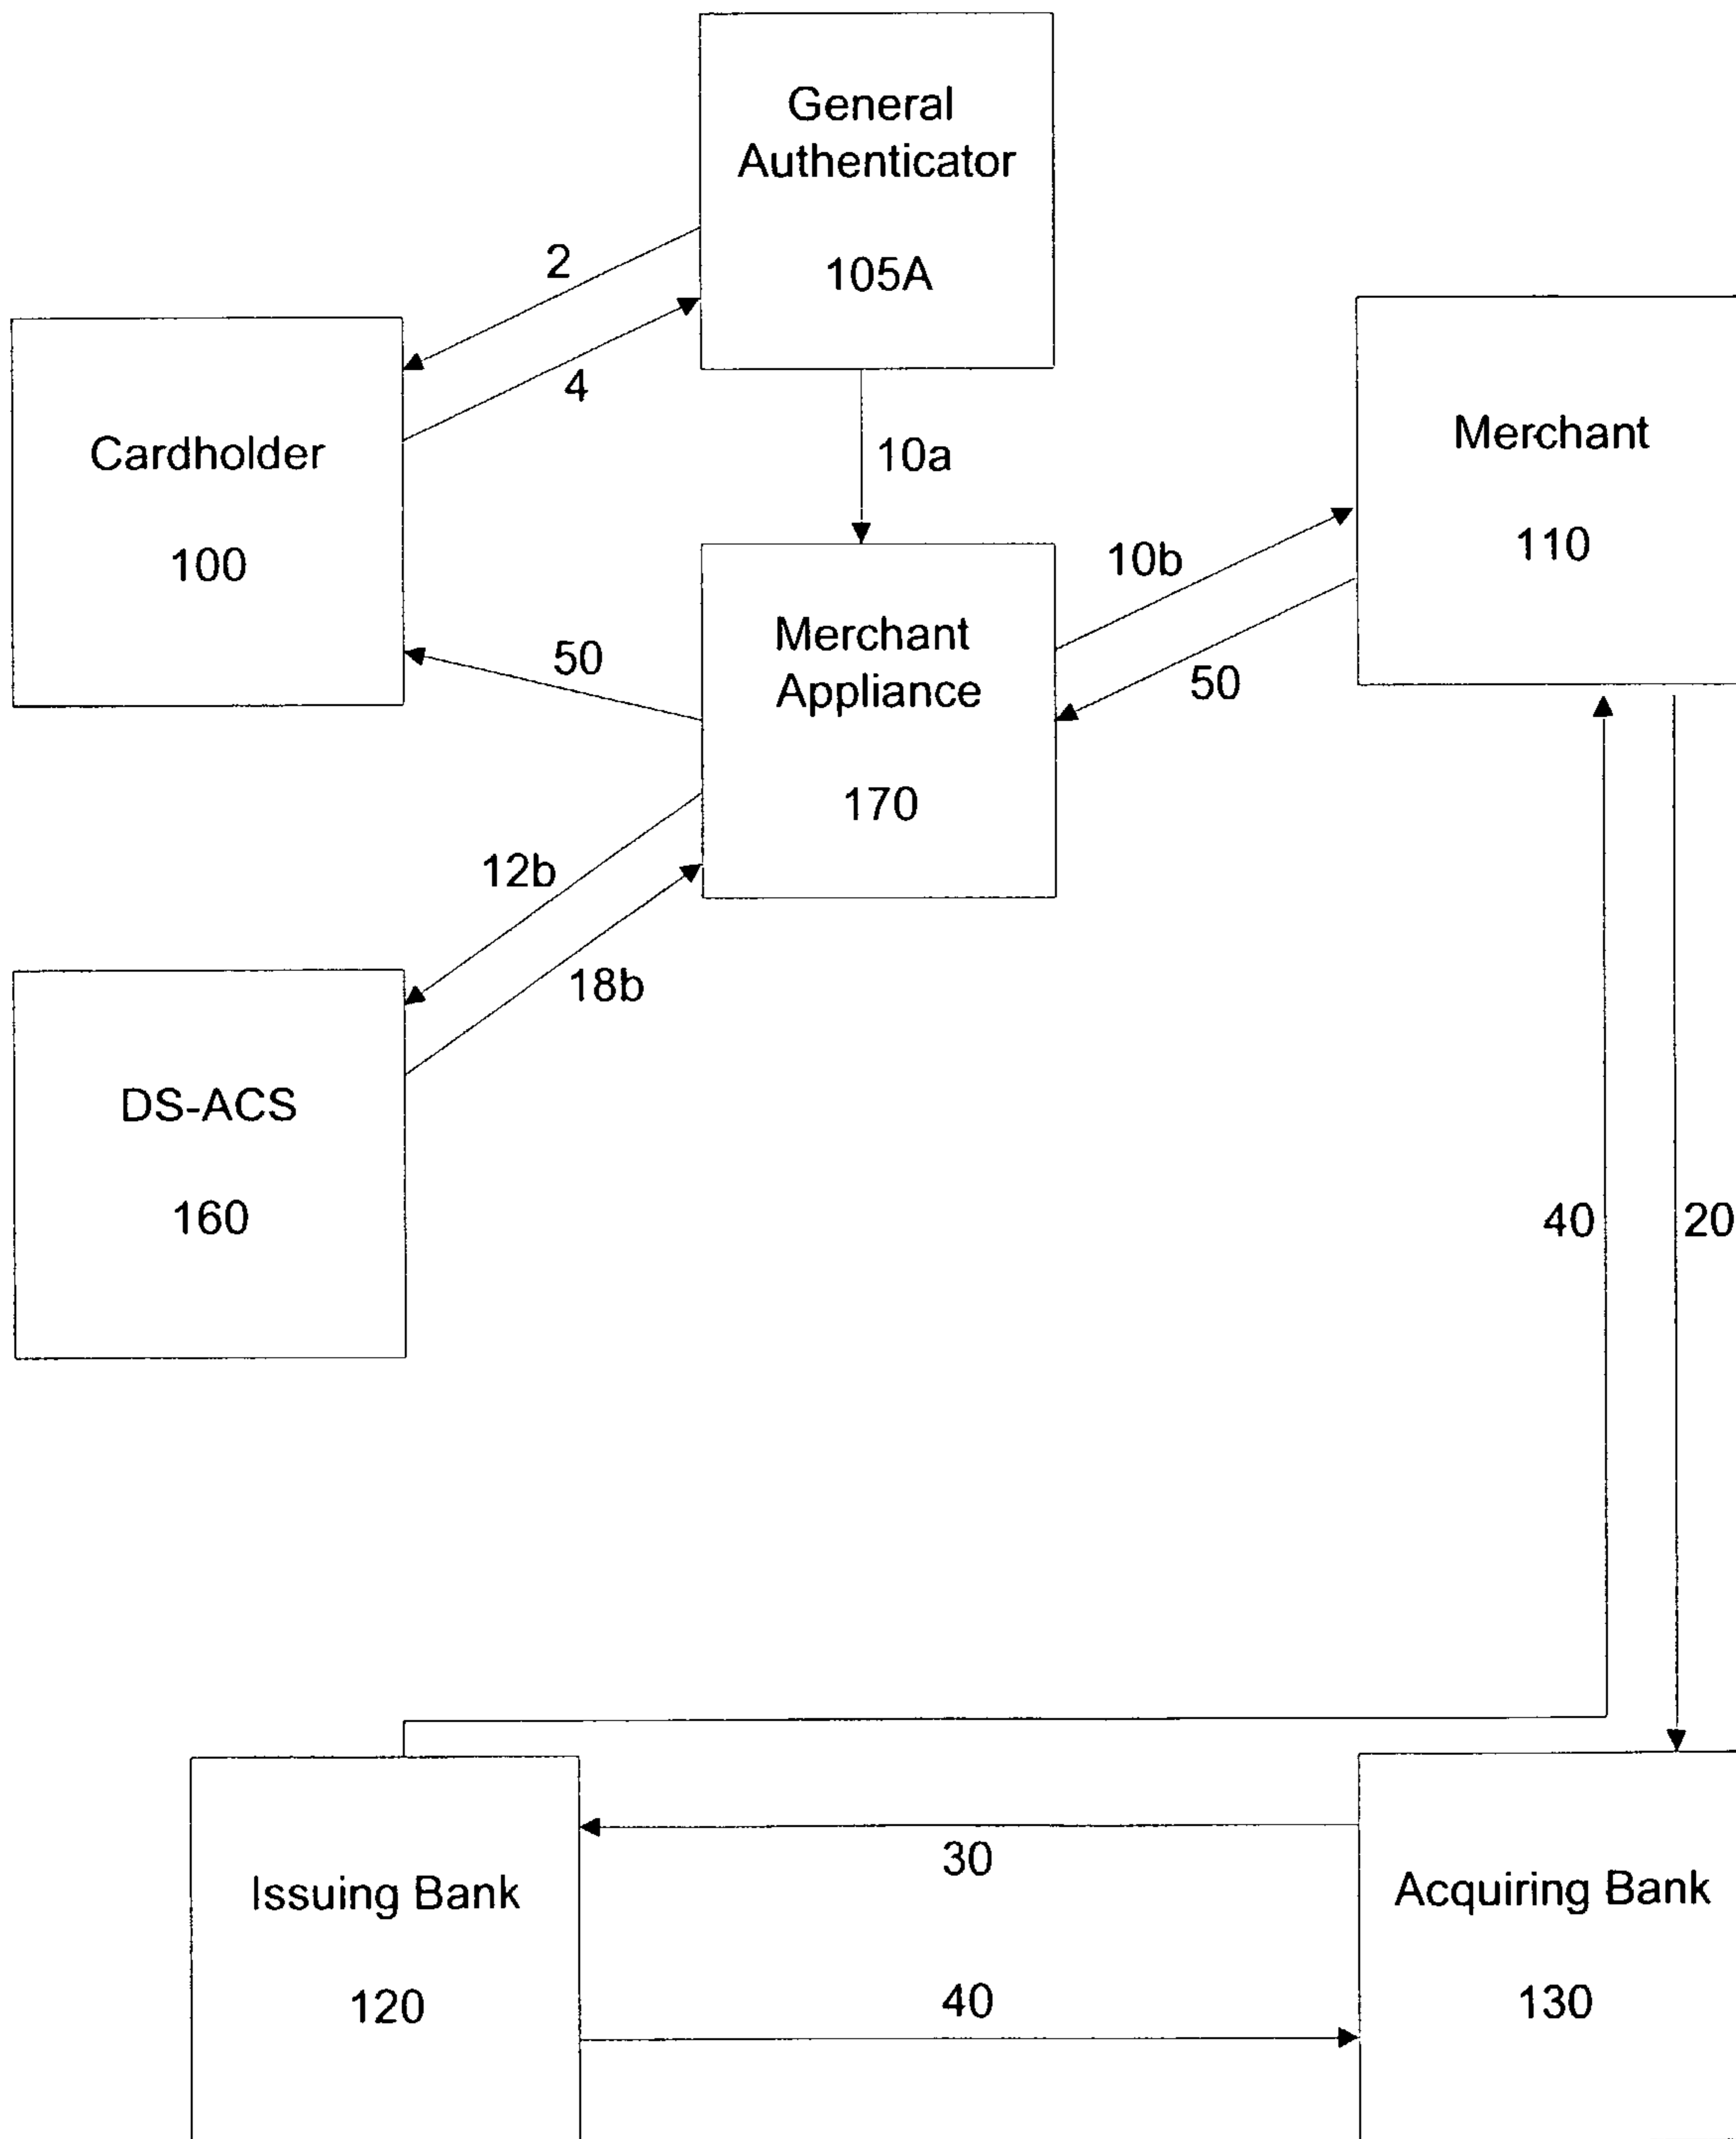 General
Authenticator
105A
2
4
Cardholder
100
10a
Merchant
110
10b
50
Merchant
Appliance
170
50
12b
18b
DS-ACS
160
40
20
Issuing Bank
120
30
40
Acquiring Bank
130